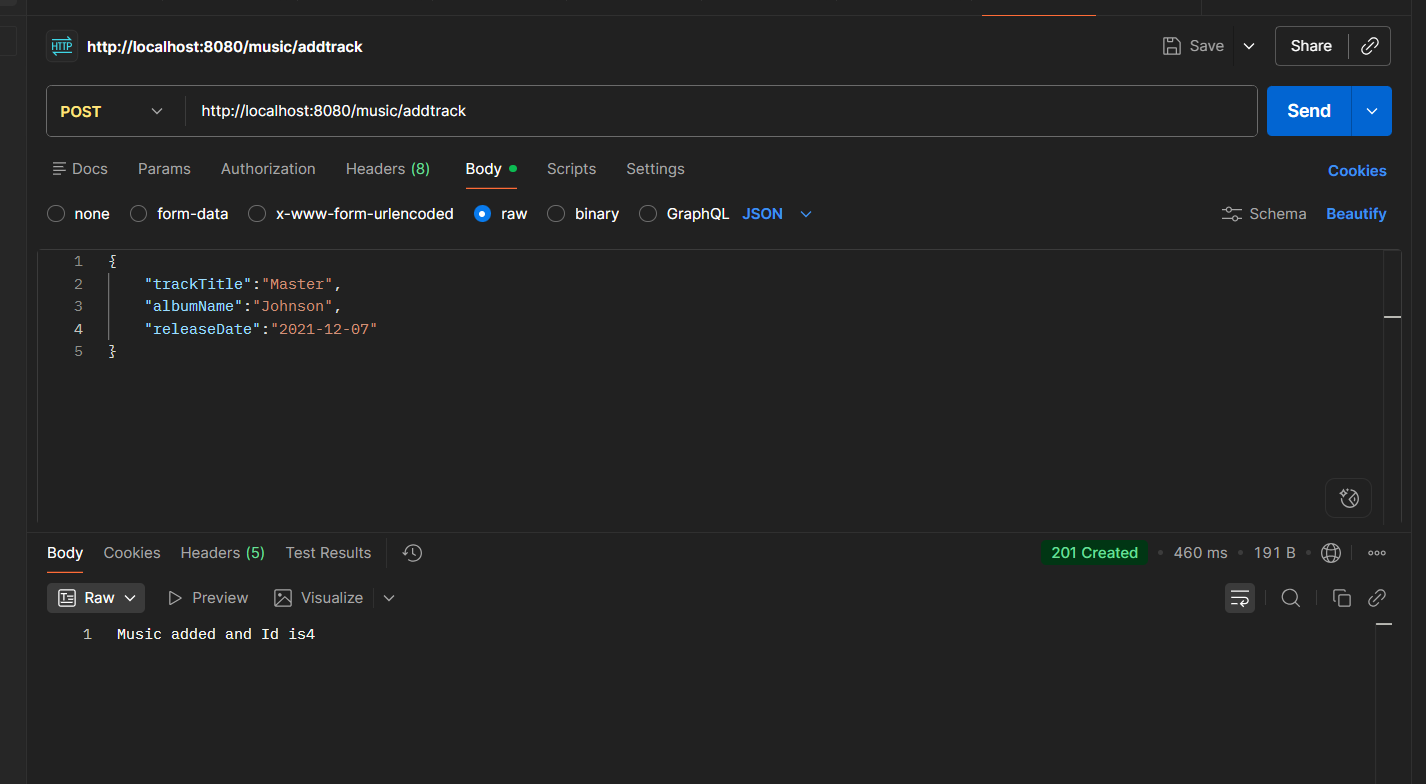 HTTP http://localhost:8080/music/addtrack Save Share
POST http://localhost:8080/music/addtrack Send
Docs Params Authorization Headers (8) Body Scripts Settings Cookies
none form-data x-www-form-urlencoded raw binary GraphQL JSON Schema Beautify
1 {
2 "trackTitle":"Master",
3 "albumName":"Johnson",
4 "releaseDate":"2021-12-07"
5 }
Body Cookies Headers (5) Test Results 201 Created • 460 ms • 191 B •
Raw Preview Visualize
1 Music added and Id is4